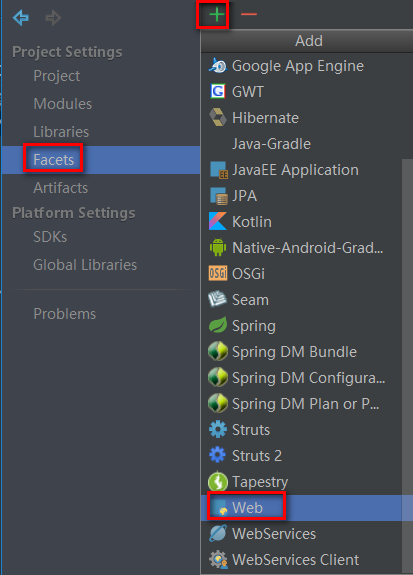 Project Settings
Project
Modules
Libraries
Facets
Artifacts
Platform Settings
SDKs
Global Libraries
Problems
Add
Google App Engine
GWT
Hibernate
Java-Gradle
JavaEE Application
JPA
Kotlin
Native-Android-Grad...
OSGi
Seam
Spring
Spring DM Bundle
Spring DM Configura...
Spring DM Plan or P...
Struts
Struts 2
Tapestry
Web
WebServices
WebServices Client